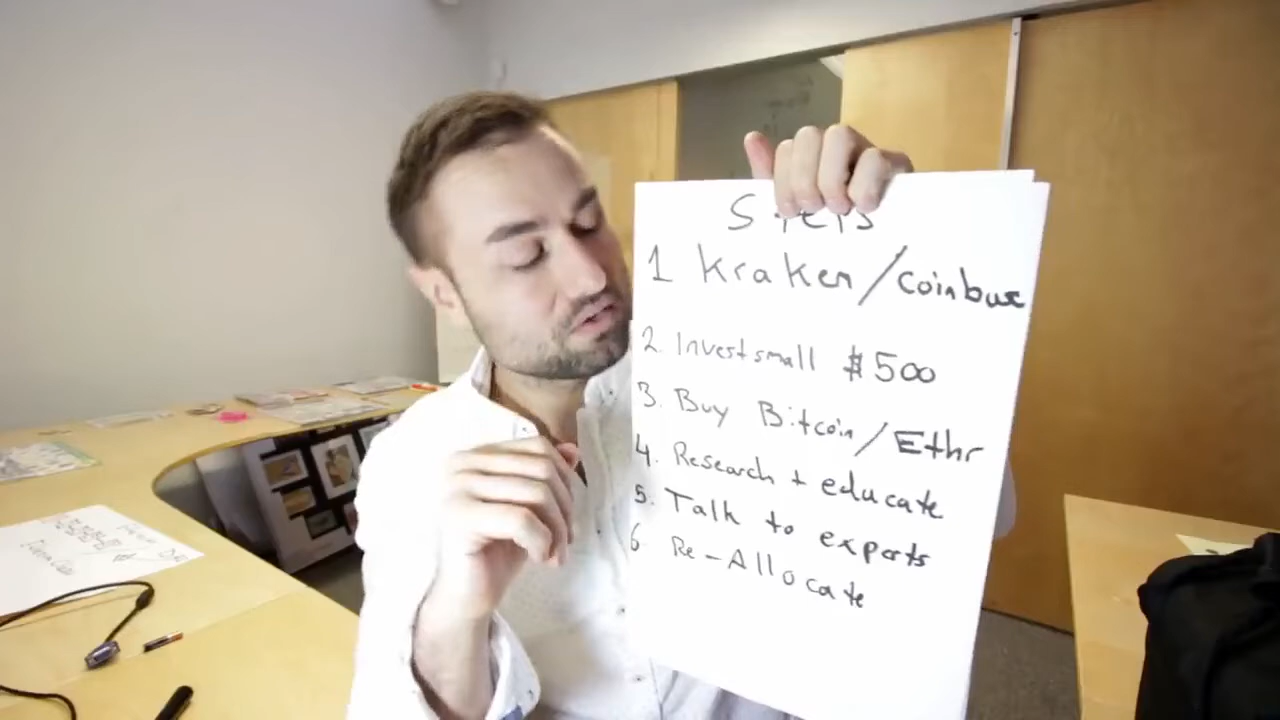 Steps
1 Kraken/Coinbase
2. Invest small $500
3. Buy Bitcoin/Ethr
4. Research + educate
5. Talk to experts
6 Re-Allocate